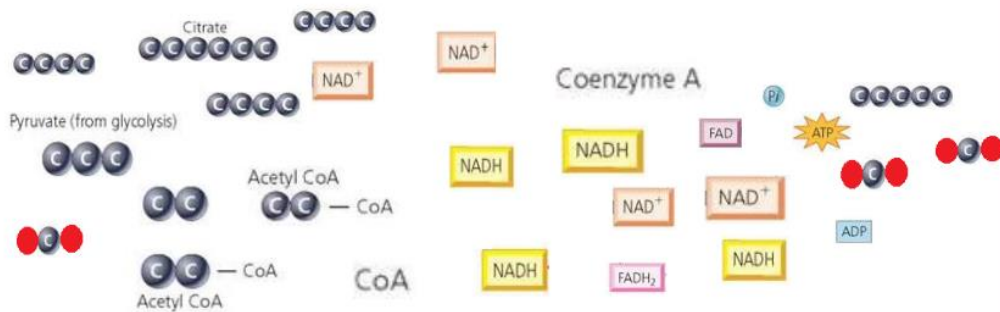 Citrate
C C C C
C C C C C C
C C C C
NAD⁺
NAD⁺
C C C C
Coenzyme A
Pi
C C C C C
Pyruvate (from glycolysis)
C C C
FAD
ATP
C
C
NADH
NADH
Acetyl CoA
C C
C C — CoA
NAD⁺
NAD⁺
C
ADP
C C — CoA
Acetyl CoA
CoA
NADH
FADH₂
NADH